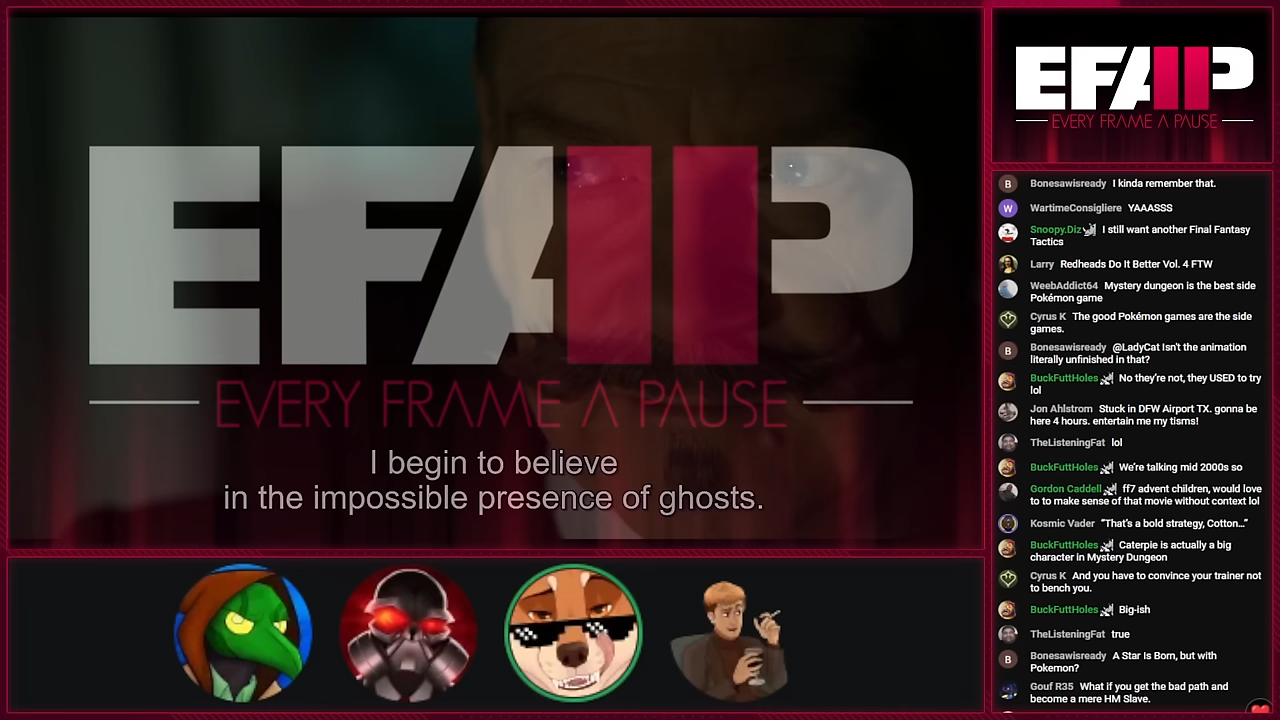 EFAP
EVERY FRAME A PAUSE
I begin to believe
in the impossible presence of ghosts.
EFAP
EVERY FRAME A PAUSE
B Bonesawisready I kinda remember that.
W WartimeConsigliere YAAASSS
Snoopy.Diz I still want another Final Fantasy
Tactics
Larry Redheads Do It Better Vol. 4 FTW
WeebAddict64 Mystery dungeon is the best side
Pokémon game
Cyrus K The good Pokémon games are the side
games.
B Bonesawisready @LadyCat Isn't the animation
literally unfinished in that?
BuckFuttHoles No they're not, they USED to try
lol
Jon Ahlstrom Stuck in DFW Airport TX. gonna be
here 4 hours. entertain me my tisms!
TheListeningFat lol
BuckFuttHoles We're talking mid 2000s so
Gordon Caddell ff7 advent children, would love
to to make sense of that movie without context lol
Kosmic Vader “That's a bold strategy, Cotton...”
BuckFuttHoles Caterpie is actually a big
character in Mystery Dungeon
Cyrus K And you have to convince your trainer not
to bench you.
BuckFuttHoles Big-ish
TheListeningFat true
B Bonesawisready A Star Is Born, but with
Pokemon?
Gouf R35 What if you get the bad path and
become a mere HM Slave.